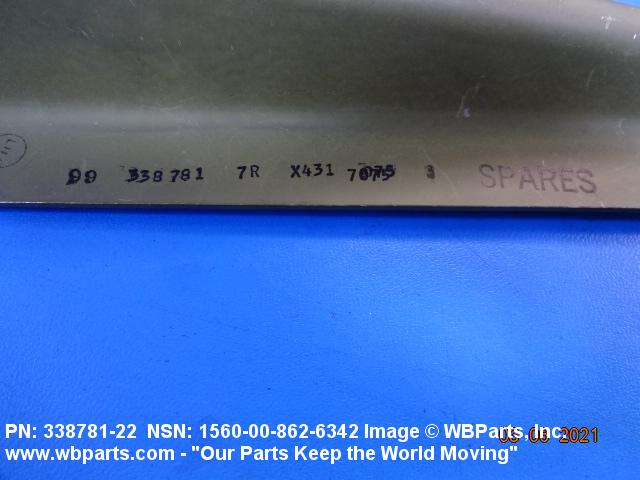 99 338781 7R X431 7075 SPARES
PN: 338781-22 NSN: 1560-00-862-6342 Image © WBParts, Inc.
www.wbparts.com - "Our Parts Keep the World Moving"
2021